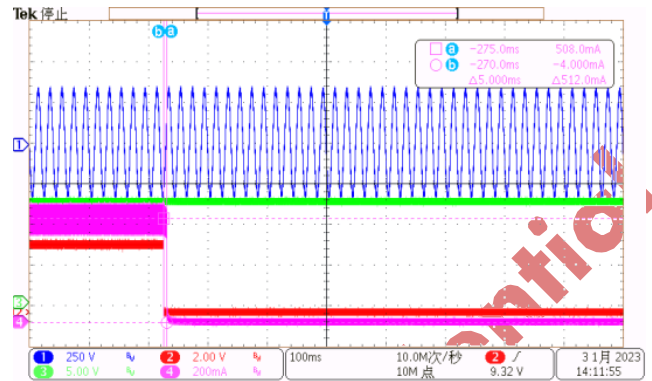 Tek 停止
b a
U
a -275.0ms 508.0mA
b -270.0ms -4.000mA
Δ5.000ms Δ512.0mA
1
3
2
4
1 250 V 2 2.00 V 100ms 10.0M次/秒 2 3 1月 2023
3 5.00 V 4 200mA 10M 点 9.32 V 14:11:55